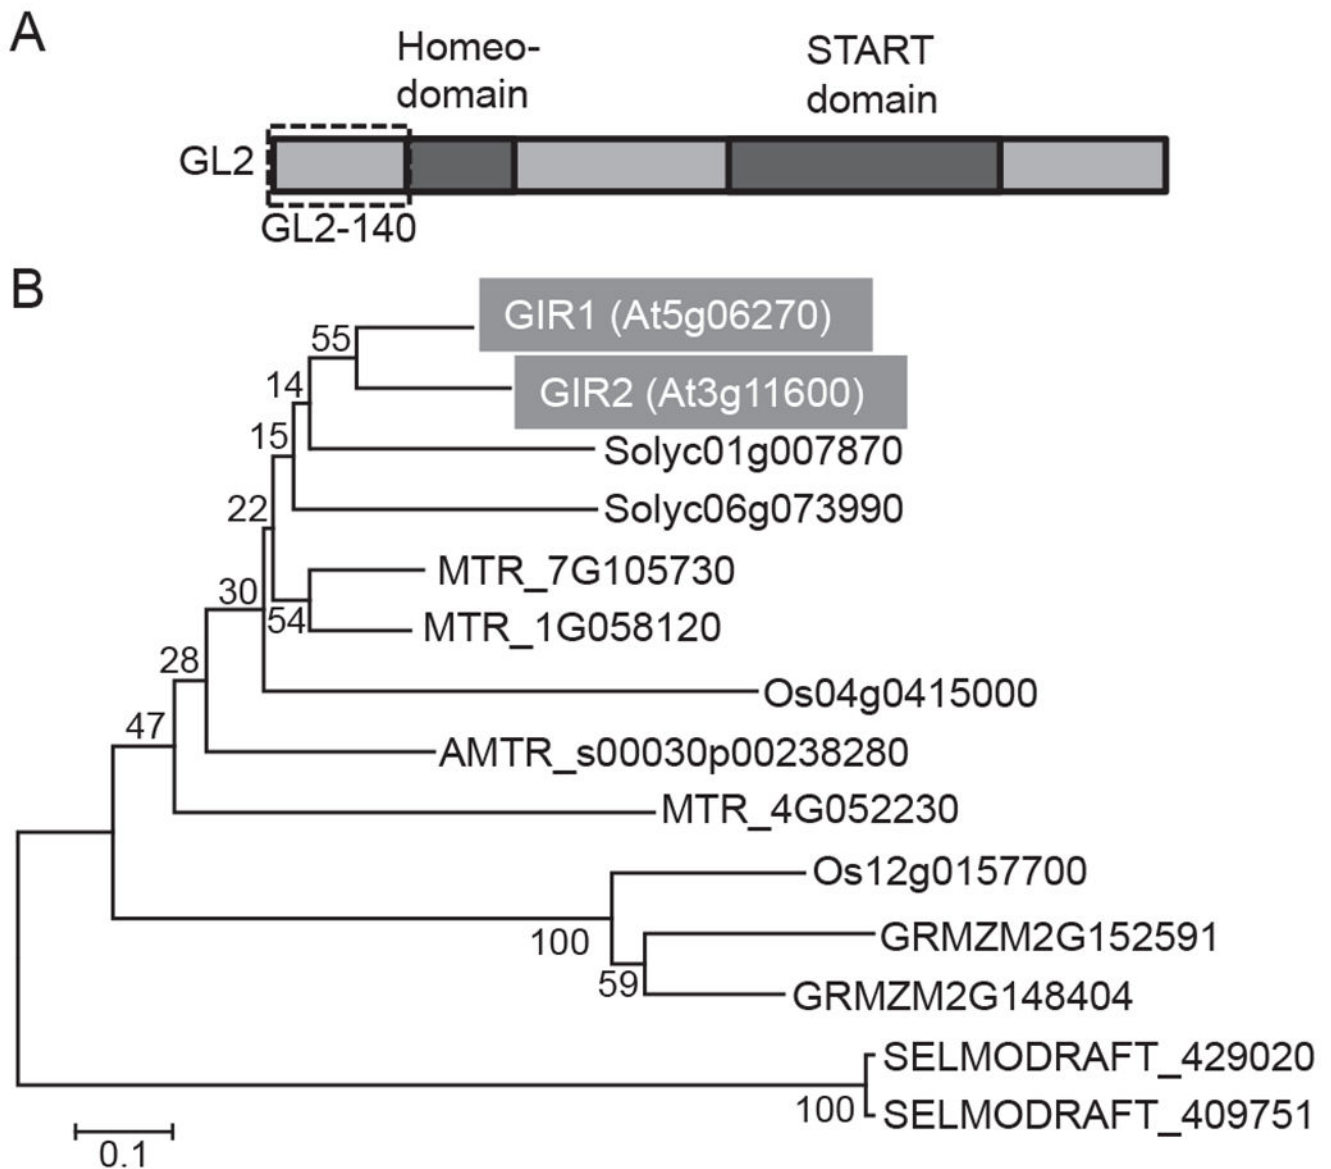 A
Homeo-
domain
START
domain
GL2
GL2-140
B
GIR1 (At5g06270)
55
GIR2 (At3g11600)
14
15
Solyc01g007870
22
Solyc06g073990
MTR_7G105730
30
54
MTR_1G058120
28
Os04g0415000
47
AMTR_s00030p00238280
MTR_4G052230
Os12g0157700
100
GRMZM2G152591
59
GRMZM2G148404
SELMODRAFT_429020
100
SELMODRAFT_409751
0.1